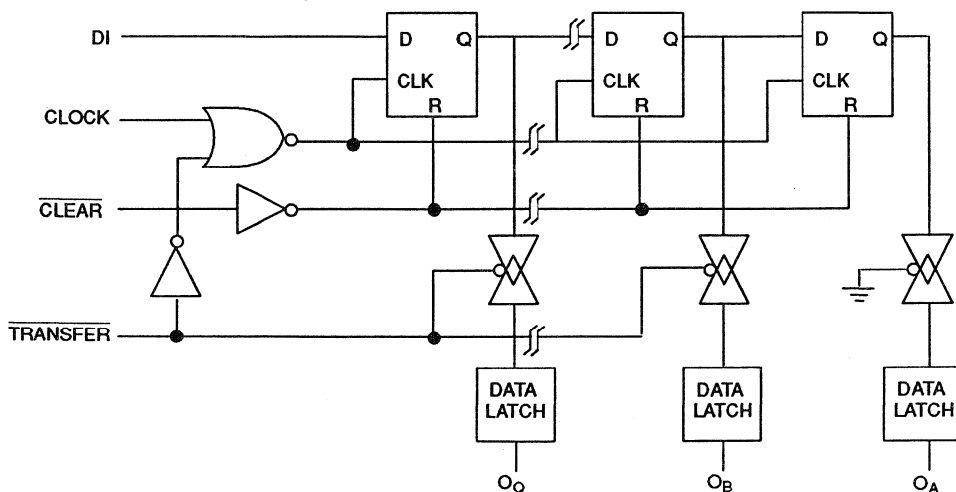 DI
D Q
CLK
R
D Q
CLK
R
D Q
CLK
R
CLOCK
CLEAR
TRANSFER
DATA
LATCH
DATA
LATCH
DATA
LATCH
OQ
OB
OA